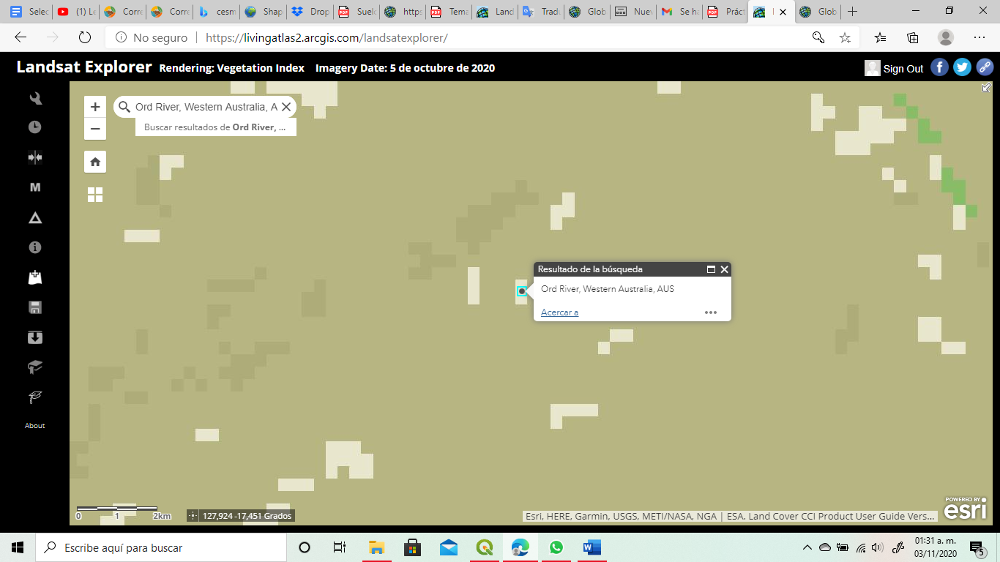 Selec
(1) Le
Corre
Corre
cesm
Shap
Drop
Suelo
https
Tema
Land
Tradu
Glob
Nuev
Se ha
Práct
Glob
No seguro
https://livingatlas2.arcgis.com/landsatexplorer/
Landsat Explorer Rendering: Vegetation Index Imagery Date: 5 de octubre de 2020
Sign Out
Ord River, Western Australia, A
Buscar resultados de Ord River, ...
M
Resultado de la búsqueda
Ord River, Western Australia, AUS
Acercar a
About
0 1 2km
127,924 -17,451 Grados
Esri, HERE, Garmin, USGS, METI/NASA, NGA | ESA. Land Cover CCI Product User Guide Vers...
POWERED BY
esri
Escribe aquí para buscar
01:31 a. m.
03/11/2020
5